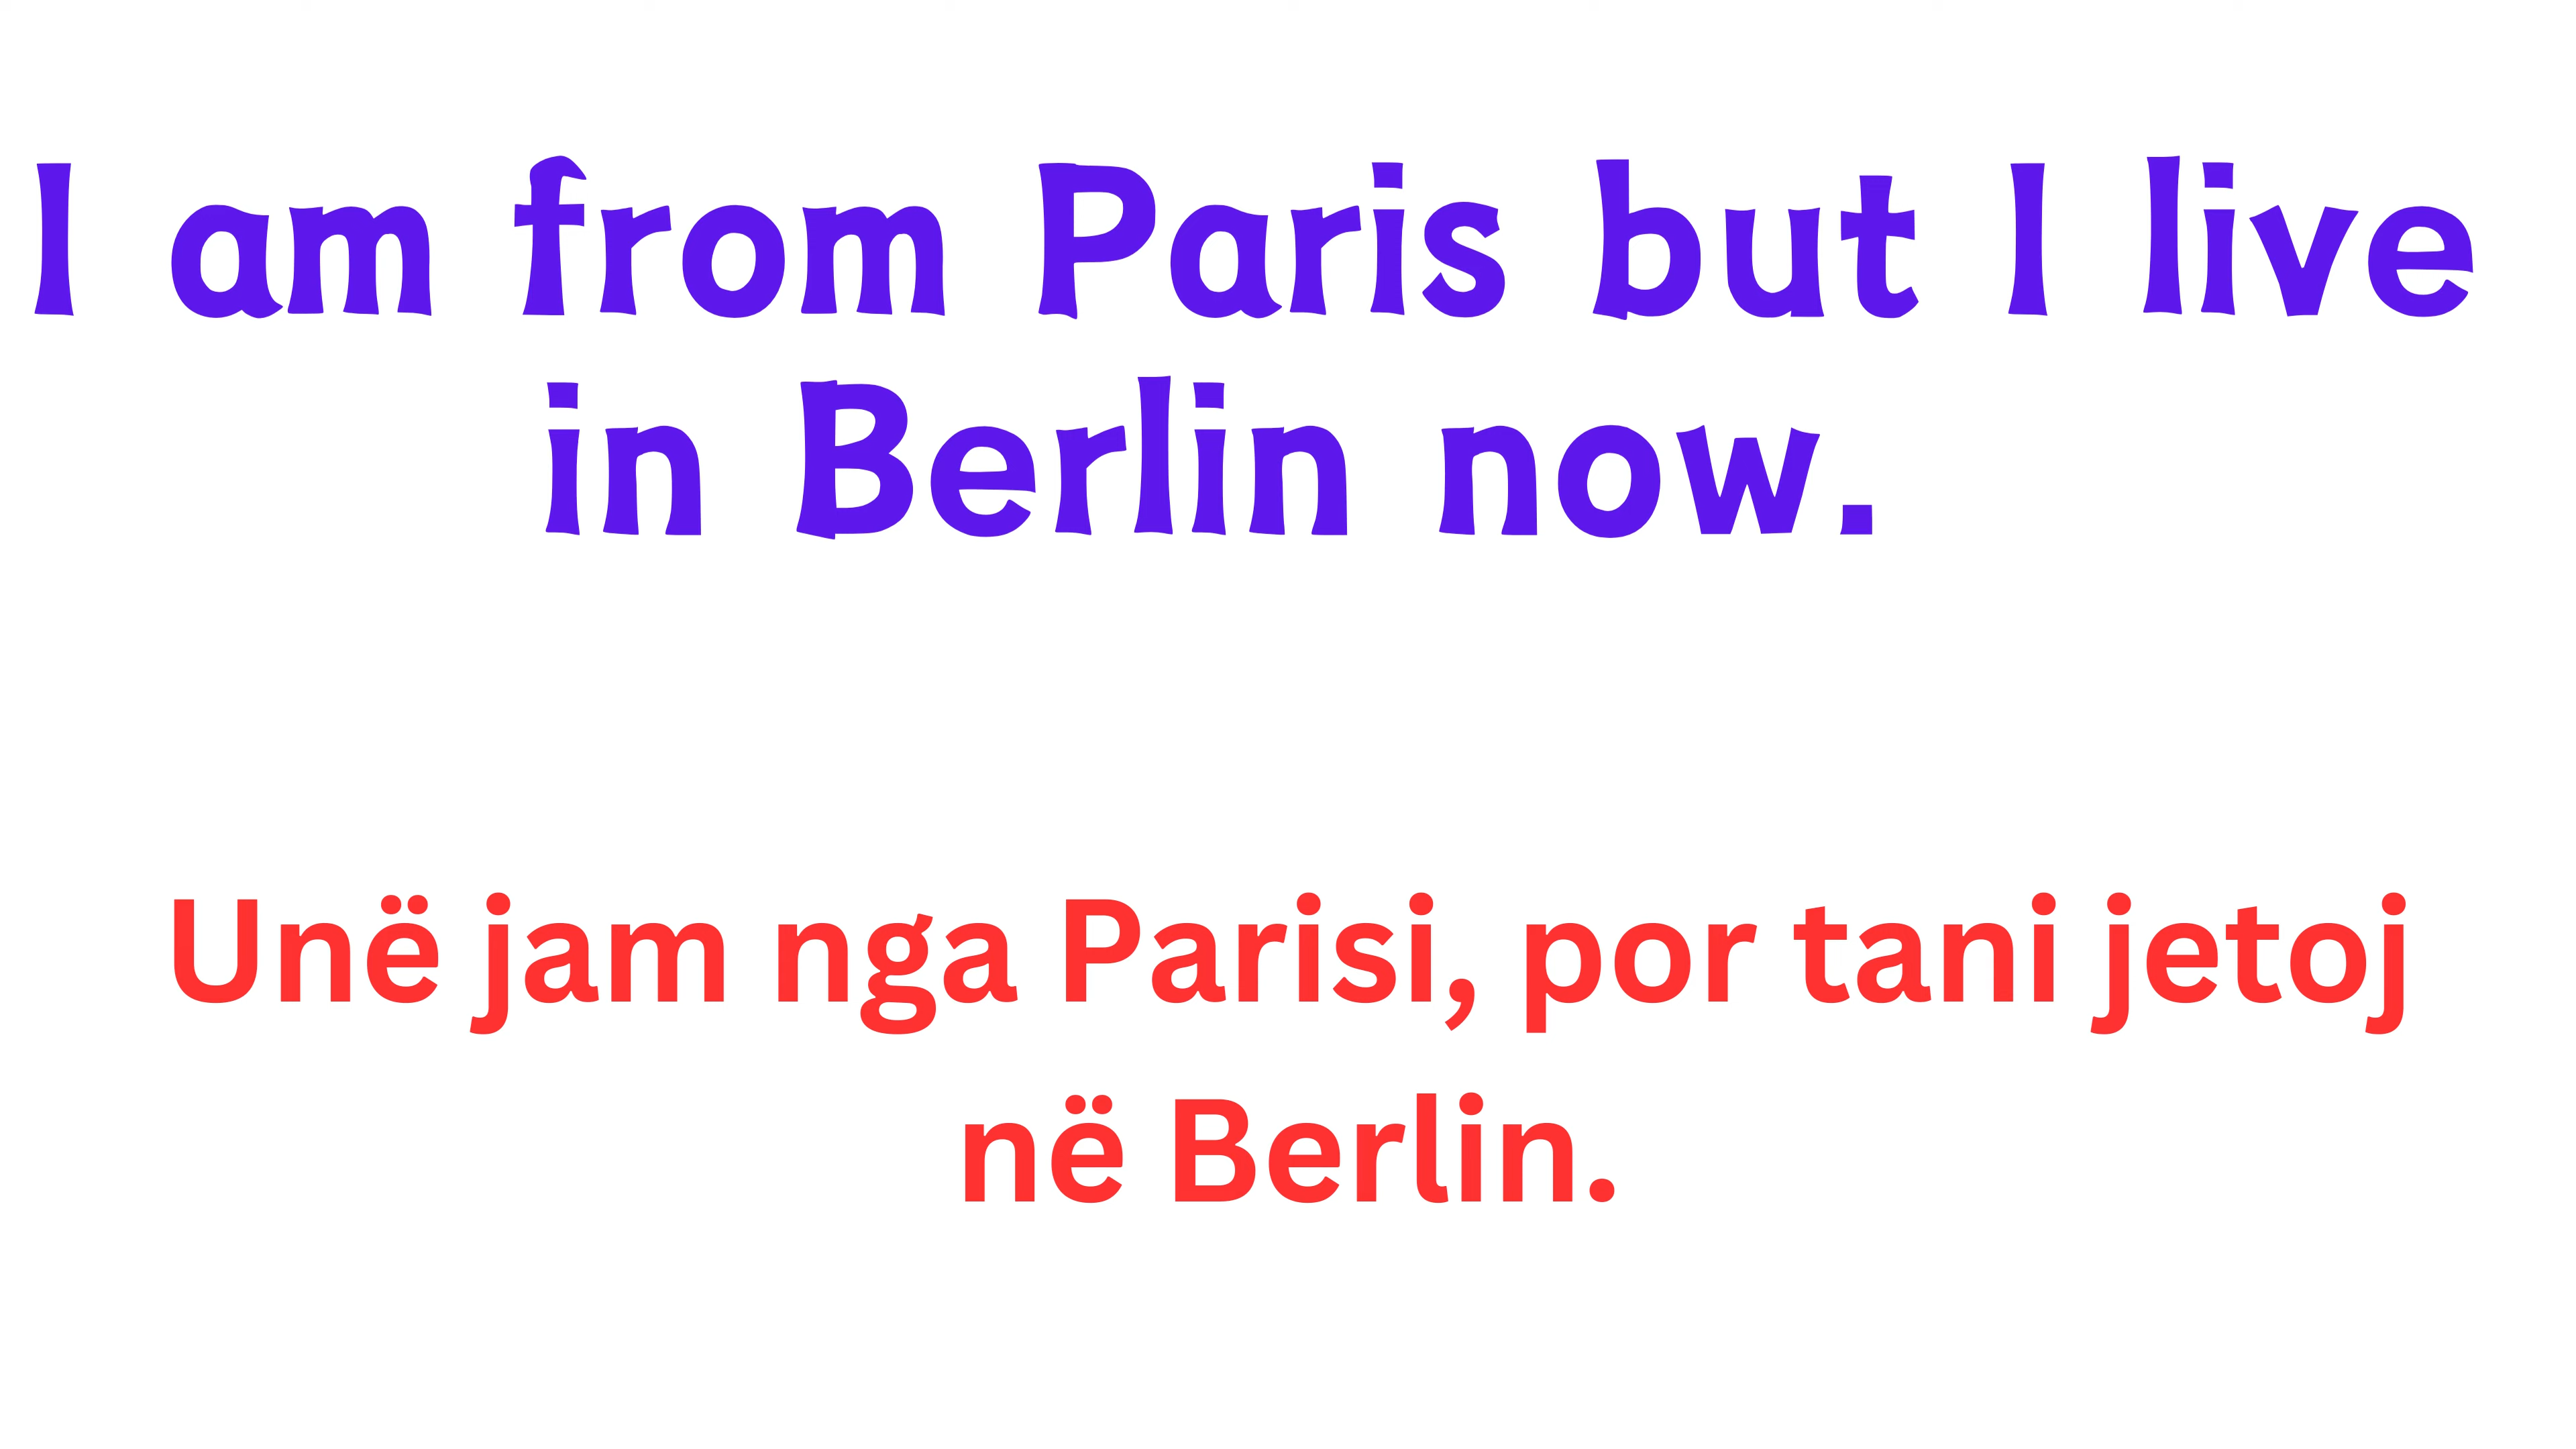 I am from Paris but I live
in Berlin now.
Unë jam nga Parisi, por tani jetoj
në Berlin.